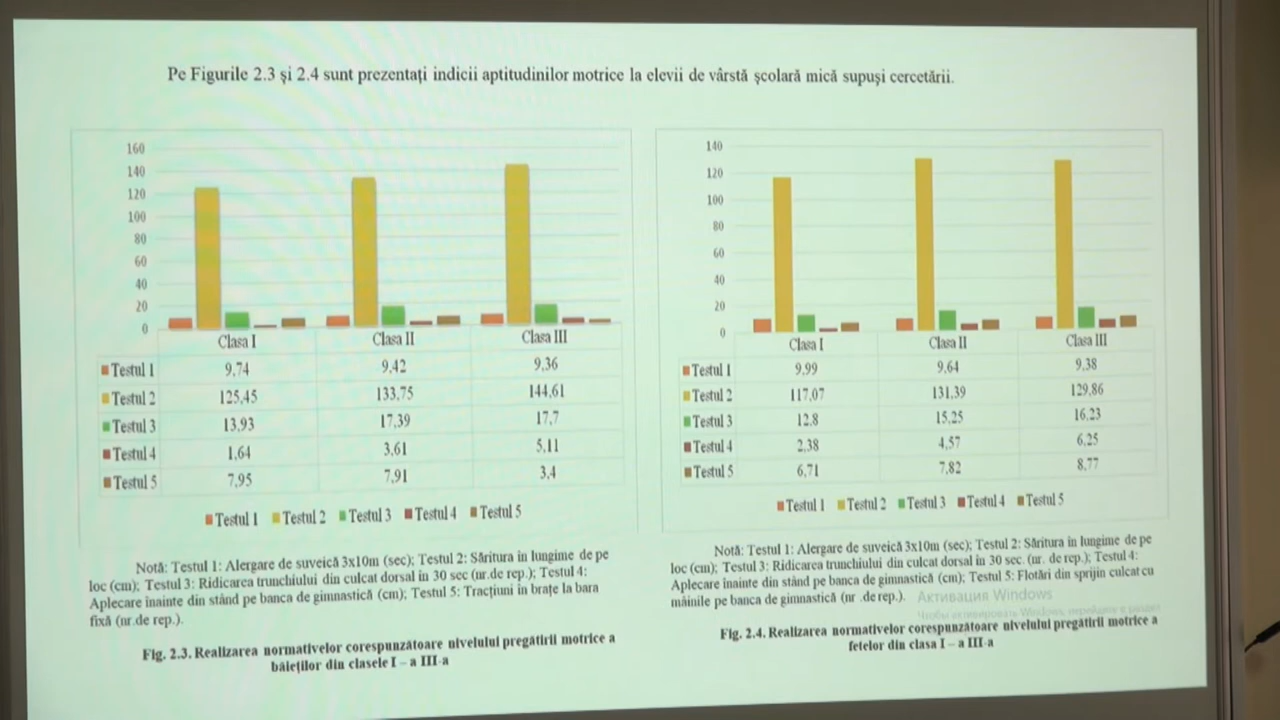 Pe Figurile 2.3 și 2.4 sunt prezentați indicii aptitudinilor motrice la elevii de vârstă școlară mică supuși cercetării.
160
140
120
100
80
60
40
20
0
Clasa I Clasa II Clasa III
Testul 1 9,74 9,42 9,36
Testul 2 125,45 133,75 144,61
Testul 3 13,93 17,39 17,7
Testul 4 1,64 3,61 5,11
Testul 5 7,95 7,91 3,4
Testul 1 Testul 2 Testul 3 Testul 4 Testul 5
Notă: Testul 1: Alergare de suveică 3x10m (sec); Testul 2: Săritura în lungime de pe
loc (cm); Testul 3: Ridicarea trunchiului din culcat dorsal in 30 sec (nr.de rep.); Testul 4:
Aplecare înainte din stând pe banca de gimnastică (cm); Testul 5: Tracțiuni în brațe la bara
fixă (nr.de rep.).
Fig. 2.3. Realizarea normativelor corespunzătoare nivelului pregătirii motrice a
băieților din clasele I – a III-a
140
120
100
80
60
40
20
0
Clasa I Clasa II Clasa III
Testul 1 9,99 9,64 9,38
Testul 2 117,07 131,39 129,86
Testul 3 12,8 15,25 16,23
Testul 4 2,38 4,57 6,25
Testul 5 6,71 7,82 8,77
Testul 1 Testul 2 Testul 3 Testul 4 Testul 5
Notă: Testul 1: Alergare de suveică 3x10m (sec); Testul 2: Săritura în lungime de pe
loc (cm); Testul 3: Ridicarea trunchiului din culcat dorsal in 30 sec. (nr. de rep.); Testul 4:
Aplecare înainte din stând pe banca de gimnastică (cm); Testul 5: Flotări din sprijin culcat cu
mâinile pe banca de gimnastică (nr .de rep.).
Активация Windows
Чтобы активировать Windows, перейдите в раздел
Fig. 2.4. Realizarea normativelor corespunzătoare nivelului pregătirii motrice a
fetelor din clasa I – a III-a